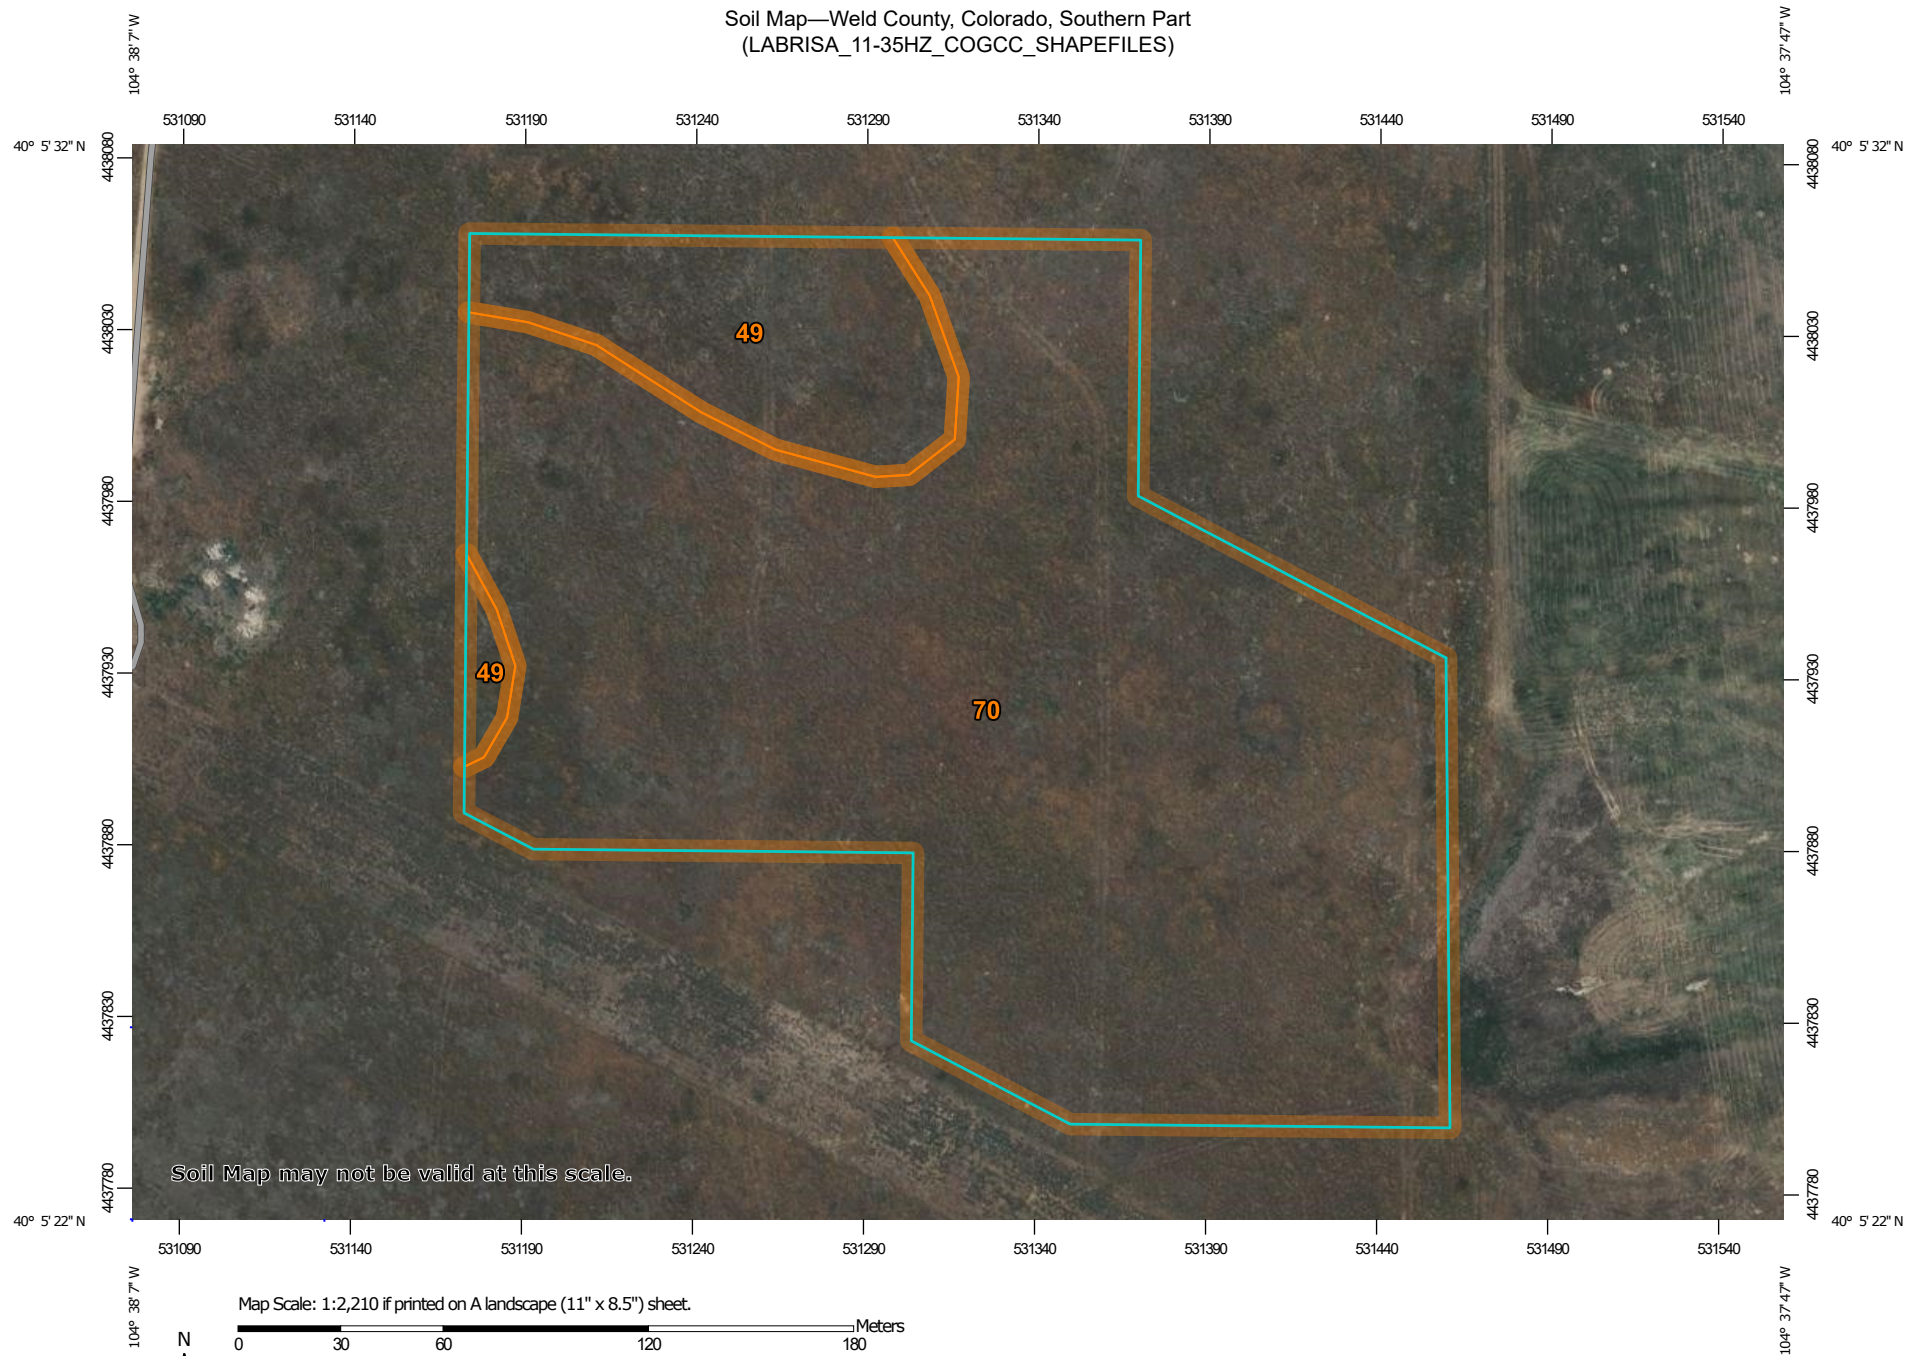 Soil Map—Weld County, Colorado, Southern Part
(LABRISA_11-35HZ_COGCC_SHAPEFILES)
104° 38' 7" W
104° 37' 47" W
531090 531140 531190 531240 531290 531340 531390 531440 531490 531540
40° 5' 32" N
40° 5' 32" N
4438080
4438080
4438030
4438030
49
4437980
4437980
4437930
4437930
49
70
4437880
4437880
4437830
4437830
4437780
4437780
Soil Map may not be valid at this scale.
40° 5' 22" N
40° 5' 22" N
531090 531140 531190 531240 531290 531340 531390 531440 531490 531540
104° 38' 7" W
104° 37' 47" W
Map Scale: 1:2,210 if printed on A landscape (11" x 8.5") sheet.
Meters
N
0 30 60 120 180